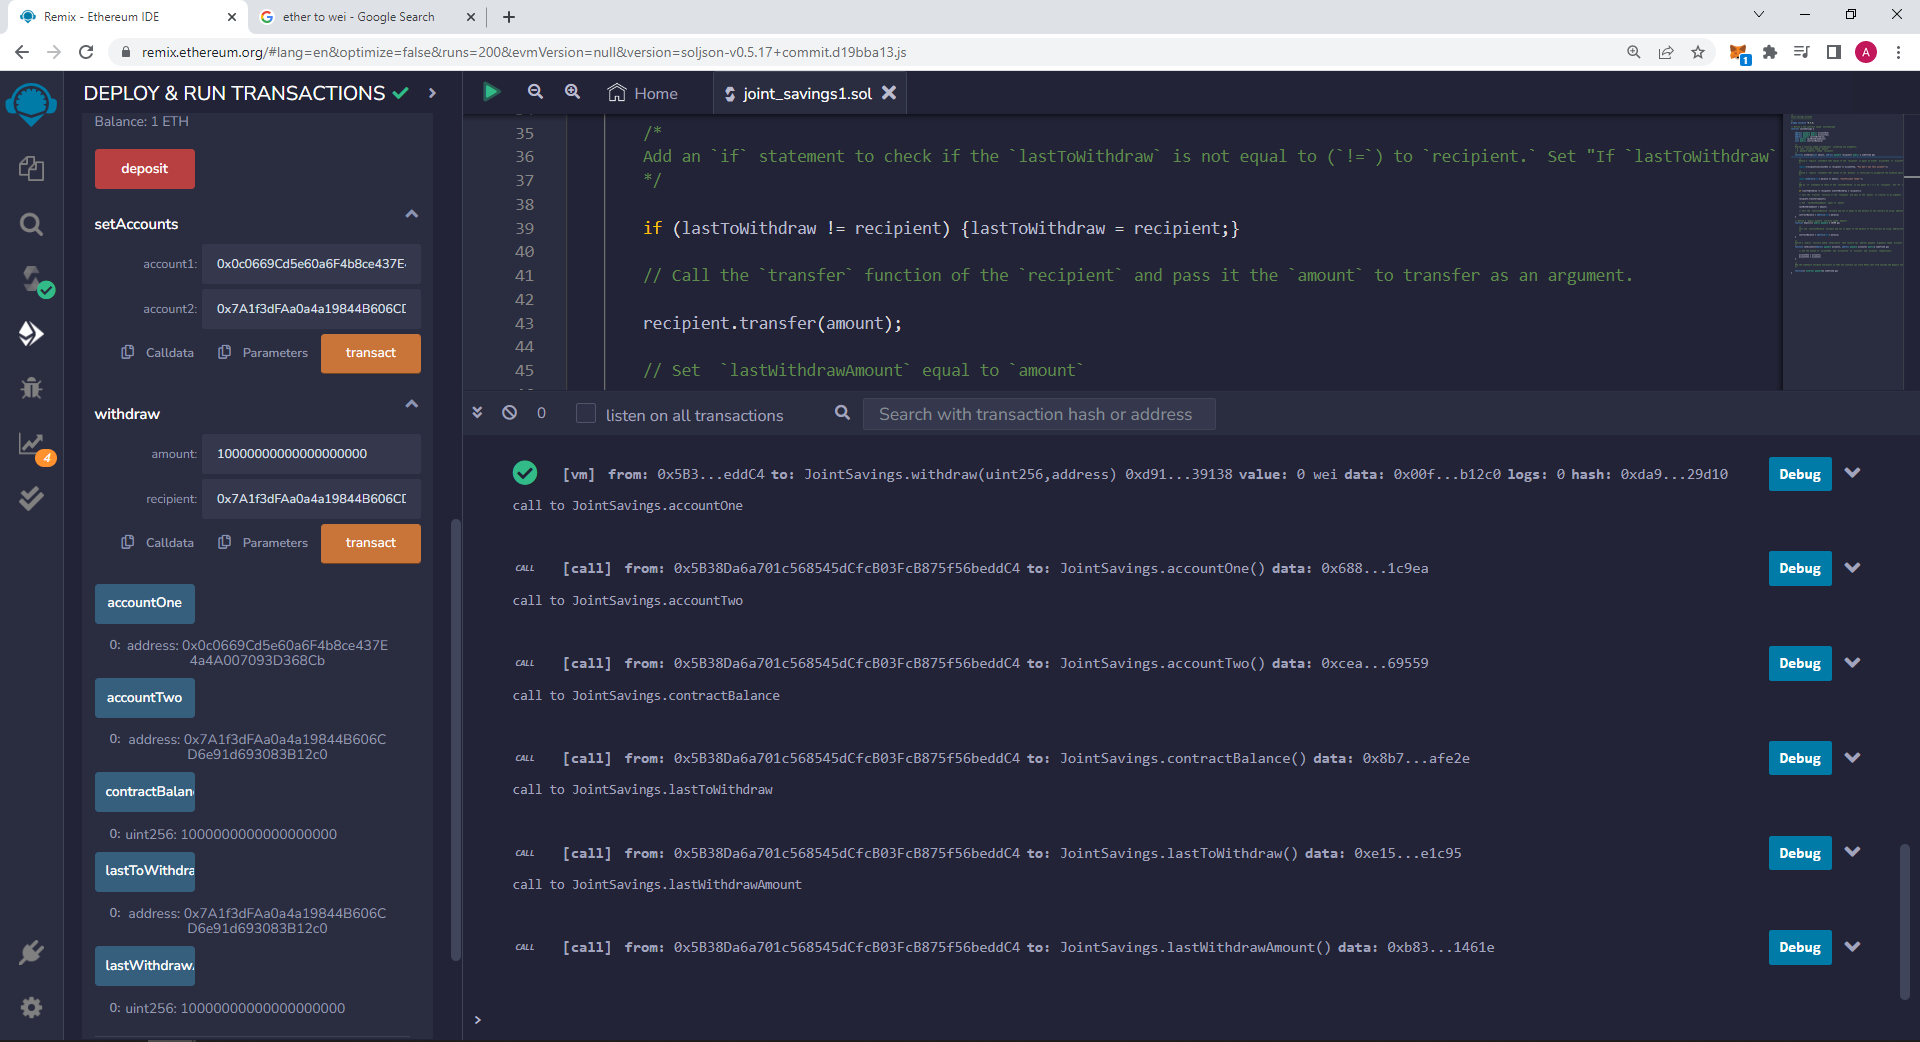 Remix - Ethereum IDE
ether to wei - Google Search
remix.ethereum.org/#lang=en&optimize=false&runs=200&evmVersion=null&version=soljson-v0.5.17+commit.d19bba13.js
1
A
DEPLOY & RUN TRANSACTIONS
Balance: 1 ETH
deposit
setAccounts
account1: 0x0c0669Cd5e60a6F4b8ce437E
account2: 0x7A1f3dFAa0a4a19844B606CD
Calldata Parameters transact
withdraw
amount: 10000000000000000000
recipient: 0x7A1f3dFAa0a4a19844B606CD
Calldata Parameters transact
accountOne
0: address: 0x0c0669Cd5e60a6F4b8ce437E
4a4A007093D368Cb
accountTwo
0: address: 0x7A1f3dFAa0a4a19844B606C
D6e91d693083B12c0
contractBalan
0: uint256: 1000000000000000000
lastToWithdra
0: address: 0x7A1f3dFAa0a4a19844B606C
D6e91d693083B12c0
lastWithdraw
0: uint256: 10000000000000000000
4
Home
joint_savings1.sol
35 /*
36 Add an `if` statement to check if the `lastToWithdraw` is not equal to (`!=`) to `recipient.` Set "If `lastToWithdraw`
37 */
38
39 if (lastToWithdraw != recipient) {lastToWithdraw = recipient;}
40
41 // Call the `transfer` function of the `recipient` and pass it the `amount` to transfer as an argument.
42
43 recipient.transfer(amount);
44
45 // Set  `lastWithdrawAmount` equal to `amount`
0 listen on all transactions Search with transaction hash or address
[vm] from: 0x5B3...eddC4 to: JointSavings.withdraw(uint256,address) 0xd91...39138 value: 0 wei data: 0x00f...b12c0 logs: 0 hash: 0xda9...29d10 Debug
call to JointSavings.accountOne
CALL [call] from: 0x5B38Da6a701c568545dCfcB03FcB875f56beddC4 to: JointSavings.accountOne() data: 0x688...1c9ea Debug
call to JointSavings.accountTwo
CALL [call] from: 0x5B38Da6a701c568545dCfcB03FcB875f56beddC4 to: JointSavings.accountTwo() data: 0xcea...69559 Debug
call to JointSavings.contractBalance
CALL [call] from: 0x5B38Da6a701c568545dCfcB03FcB875f56beddC4 to: JointSavings.contractBalance() data: 0x8b7...afe2e Debug
call to JointSavings.lastToWithdraw
CALL [call] from: 0x5B38Da6a701c568545dCfcB03FcB875f56beddC4 to: JointSavings.lastToWithdraw() data: 0xe15...e1c95 Debug
call to JointSavings.lastWithdrawAmount
CALL [call] from: 0x5B38Da6a701c568545dCfcB03FcB875f56beddC4 to: JointSavings.lastWithdrawAmount() data: 0xb83...1461e Debug
>